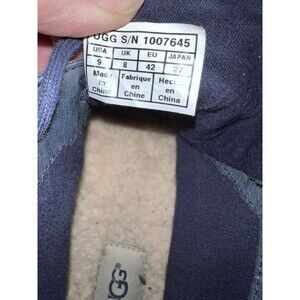 UGG S/N 1007645
USA UK EU JAPAN
9 8 42 27
Made Fabrique Hecho
in en en
China Chine China
UGG